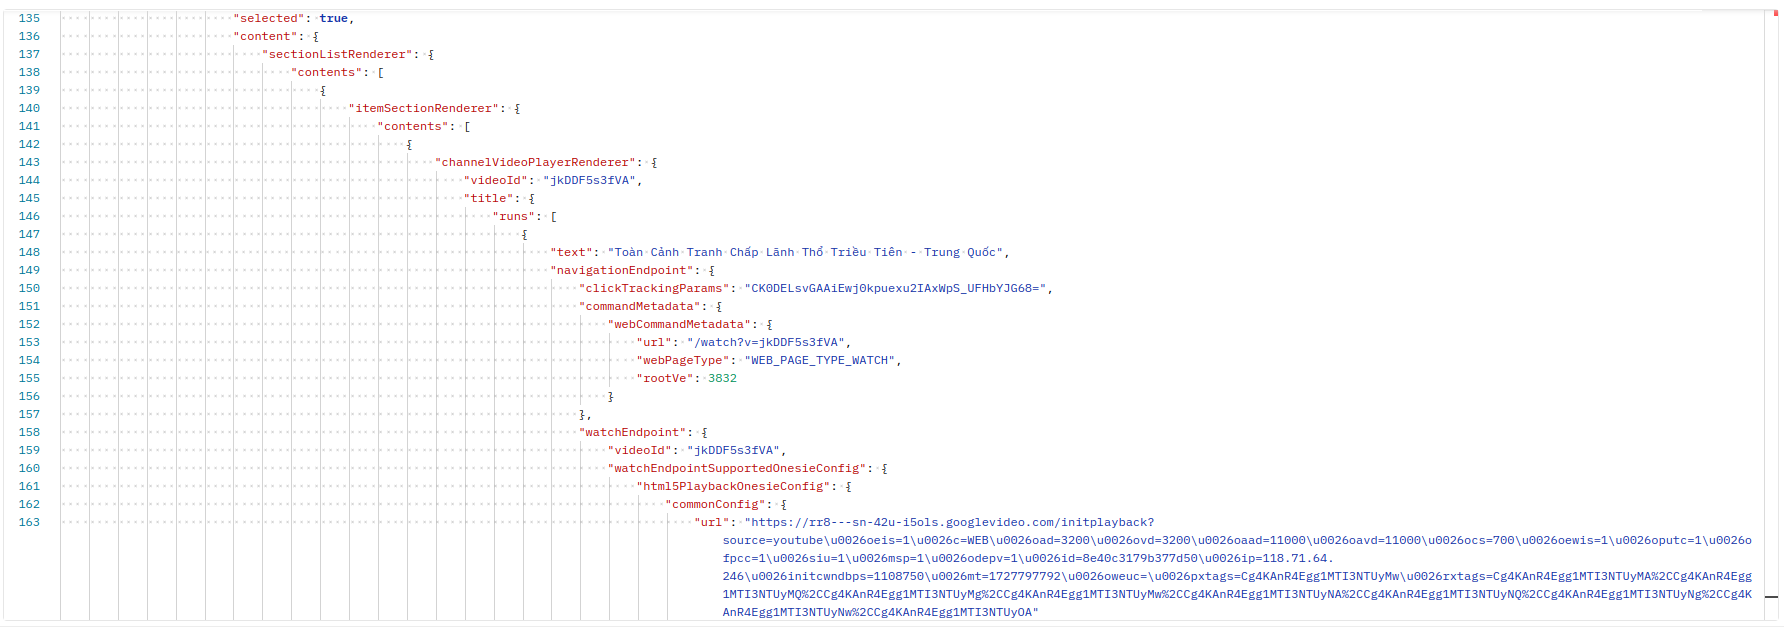 135 "selected": true,
136 "content": {
137 "sectionListRenderer": {
138 "contents": [
139 {
140 "itemSectionRenderer": {
141 "contents": [
142 {
143 "channelVideoPlayerRenderer": {
144 "videoId": "jkDDF5s3fVA",
145 "title": {
146 "runs": [
147 {
148 "text": "Toàn Cảnh Tranh Chấp Lãnh Thổ Triều Tiên - Trung Quốc",
149 "navigationEndpoint": {
150 "clickTrackingParams": "CK0DELsvGAAiEwj0kpuexu2IAxWpS_UFHbYJG68=",
151 "commandMetadata": {
152 "webCommandMetadata": {
153 "url": "/watch?v=jkDDF5s3fVA",
154 "webPageType": "WEB_PAGE_TYPE_WATCH",
155 "rootVe": 3832
156 }
157 },
158 "watchEndpoint": {
159 "videoId": "jkDDF5s3fVA",
160 "watchEndpointSupportedOnesieConfig": {
161 "html5PlaybackOnesieConfig": {
162 "commonConfig": {
163 "url": "https://rr8---sn-42u-i5ols.googlevideo.com/initplayback?
source=youtube\u0026oeis=1\u0026c=WEB\u0026oad=3200\u0026ovd=3200\u0026oaad=11000\u0026oavd=11000\u0026ocs=700\u0026oewis=1\u0026oputc=1\u0026o
fpcc=1\u0026siu=1\u0026msp=1\u0026odepv=1\u0026id=8e40c3179b377d50\u0026ip=118.71.64.
246\u0026initcwndbps=1108750\u0026mt=1727797792\u0026oweuc=\u0026pxtags=Cg4KAnR4Egg1MTI3NTUyMw\u0026rxtags=Cg4KAnR4Egg1MTI3NTUyMA%2CCg4KAnR4Egg
1MTI3NTUyMQ%2CCg4KAnR4Egg1MTI3NTUyMg%2CCg4KAnR4Egg1MTI3NTUyMw%2CCg4KAnR4Egg1MTI3NTUyNA%2CCg4KAnR4Egg1MTI3NTUyNQ%2CCg4KAnR4Egg1MTI3NTUyNg%2CCg4K
AnR4Egg1MTI3NTUyNw%2CCg4KAnR4Egg1MTI3NTUyOA"